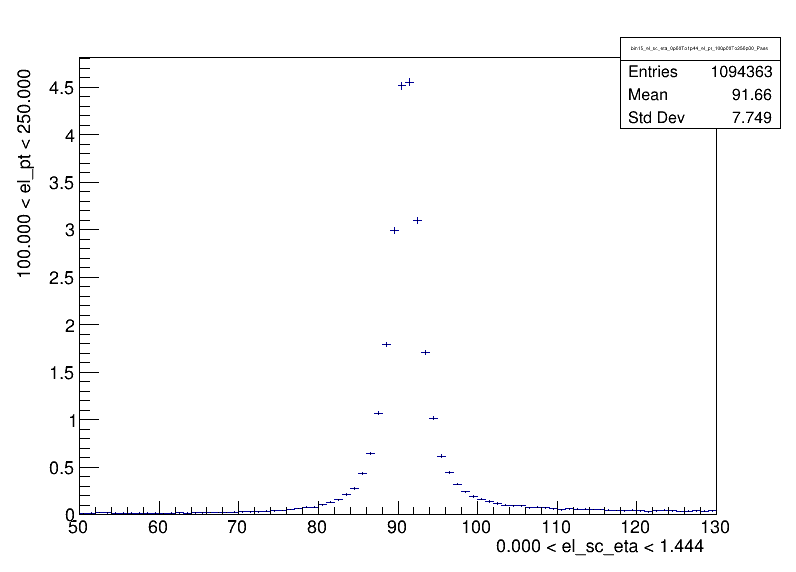 bin15_el_sc_eta_0p00To1p44_el_pt_100p00To250p00_Pass
Entries 1094363
Mean 91.66
Std Dev 7.749
100.000 < el_pt < 250.000
4.5
4
3.5
3
2.5
2
1.5
1
0.5
0
50 60 70 80 90 100 110 120 130
0.000 < el_sc_eta < 1.444